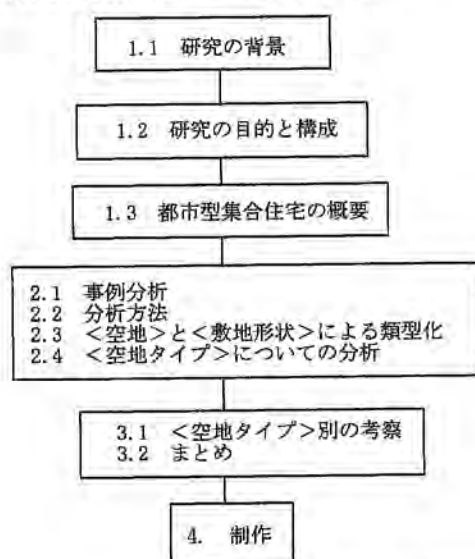 1.1 研究の背景
1.2 研究の目的と構成
1.3 都市型集合住宅の概要
2.1 事例分析
2.2 分析方法
2.3 <空地>と<敷地形状>による類型化
2.4 <空地タイプ>についての分析
3.1 <空地タイプ>別の考察
3.2 まとめ
4. 制作